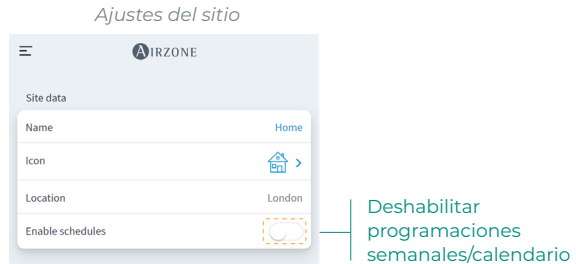 Ajustes del sitio
AIRZONE
Site data
Name Home
Icon
Location London
Enable schedules
Deshabilitar
programaciones
semanales/calendario